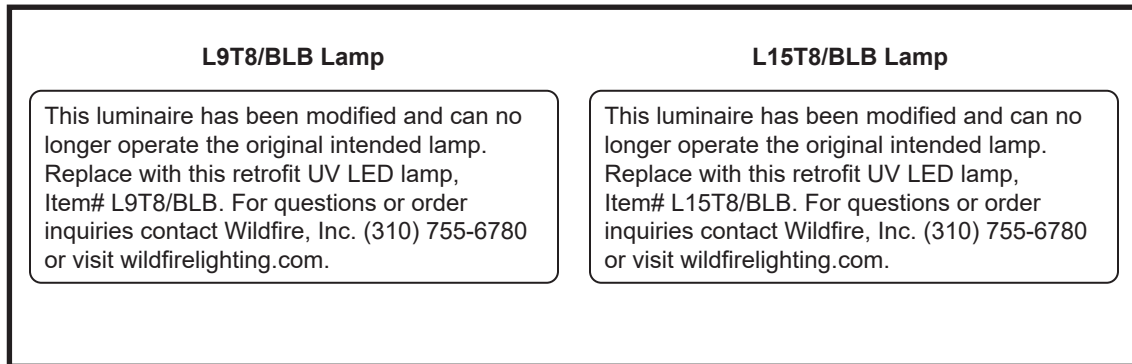 L9T8/BLB Lamp
This luminaire has been modified and can no
longer operate the original intended lamp.
Replace with this retrofit UV LED lamp,
Item# L9T8/BLB. For questions or order
inquiries contact Wildfire, Inc. (310) 755-6780
or visit wildfirelighting.com.
L15T8/BLB Lamp
This luminaire has been modified and can no
longer operate the original intended lamp.
Replace with this retrofit UV LED lamp,
Item# L15T8/BLB. For questions or order
inquiries contact Wildfire, Inc. (310) 755-6780
or visit wildfirelighting.com.